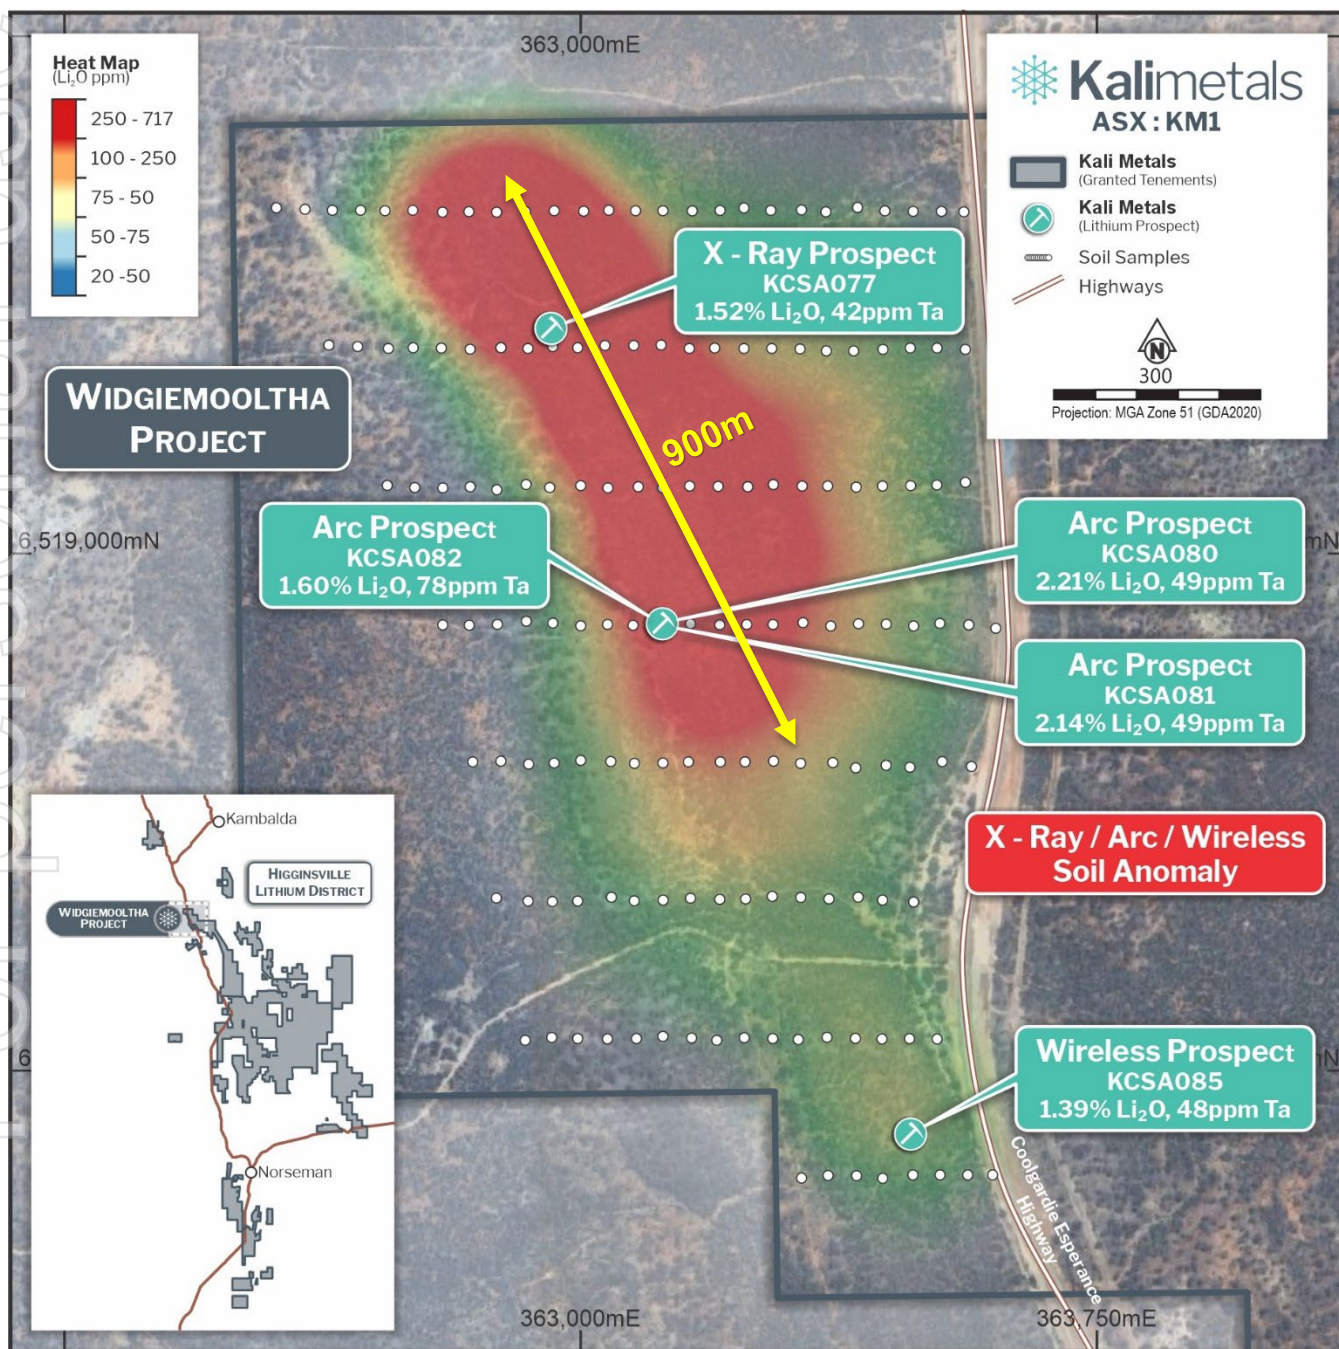 363,000mE
Heat Map
(Li₂O ppm)
250 - 717
100 - 250
75 - 50
50 -75
20 -50
Kalimetals
ASX : KM1
Kali Metals
(Granted Tenements)
Kali Metals
(Lithium Prospect)
Soil Samples
Highways
N
300
Projection: MGA Zone 51 (GDA2020)
X - Ray Prospect
KCSA077
1.52% Li₂O, 42ppm Ta
WIDGIEMOOLTHA
PROJECT
900m
6,519,000mN
Arc Prospect
KCSA082
1.60% Li₂O, 78ppm Ta
Arc Prospect
KCSA080
2.21% Li₂O, 49ppm Ta
mN
Arc Prospect
KCSA081
2.14% Li₂O, 49ppm Ta
X - Ray / Arc / Wireless
Soil Anomaly
Kambalda
HIGGINSVILLE
LITHIUM DISTRICT
WIDGIEMOOLTHA
PROJECT
Norseman
6
Wireless Prospect
KCSA085
1.39% Li₂O, 48ppm Ta
mN
Coolgardie Esperance
Highway
363,000mE
363,750mE